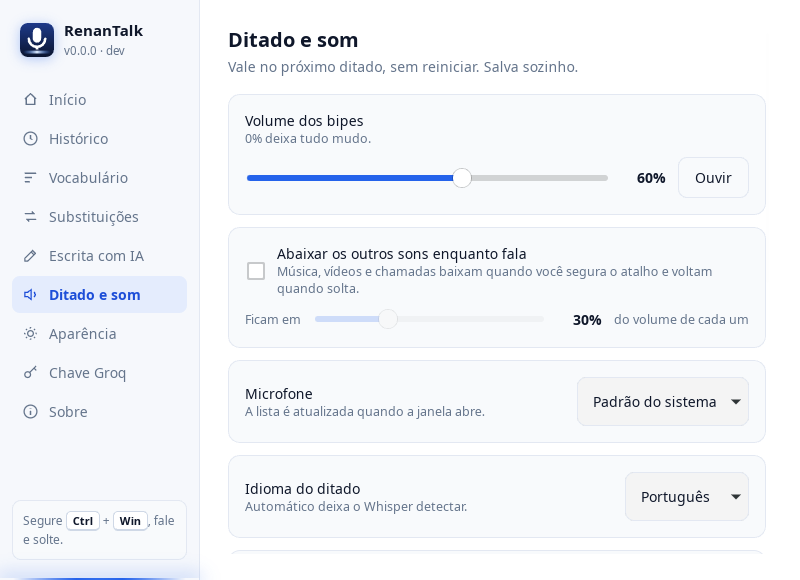 RenanTalk
v0.0.0 · dev
Início
Histórico
Vocabulário
Substituições
Escrita com IA
Ditado e som
Aparência
Chave Groq
Sobre
Segure Ctrl + Win, fale
e solte.
Ditado e som
Vale no próximo ditado, sem reiniciar. Salva sozinho.
Volume dos bipes
0% deixa tudo mudo.
60% Ouvir
Abaixar os outros sons enquanto fala
Música, vídeos e chamadas baixam quando você segura o atalho e voltam
quando solta.
Ficam em 30% do volume de cada um
Microfone
A lista é atualizada quando a janela abre.
Padrão do sistema
Idioma do ditado
Automático deixa o Whisper detectar.
Português